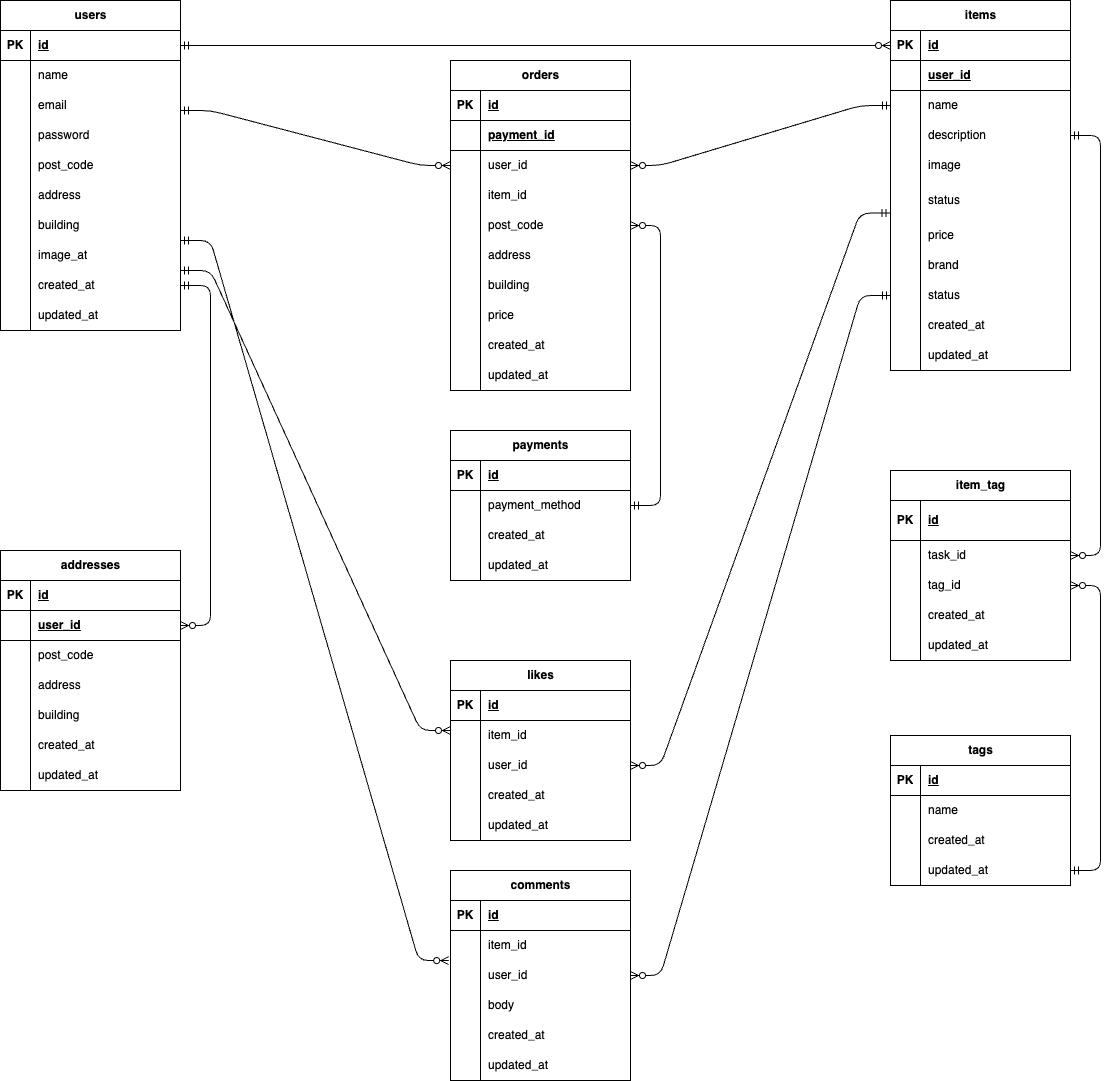 users
PK id
name
email
password
post_code
address
building
image_at
created_at
updated_at
orders
PK id
payment_id
user_id
item_id
post_code
address
building
price
created_at
updated_at
items
PK id
user_id
name
description
image
status
price
brand
status
created_at
updated_at
payments
PK id
payment_method
created_at
updated_at
item_tag
PK id
task_id
tag_id
created_at
updated_at
addresses
PK id
user_id
post_code
address
building
created_at
updated_at
likes
PK id
item_id
user_id
created_at
updated_at
tags
PK id
name
created_at
updated_at
comments
PK id
item_id
user_id
body
created_at
updated_at